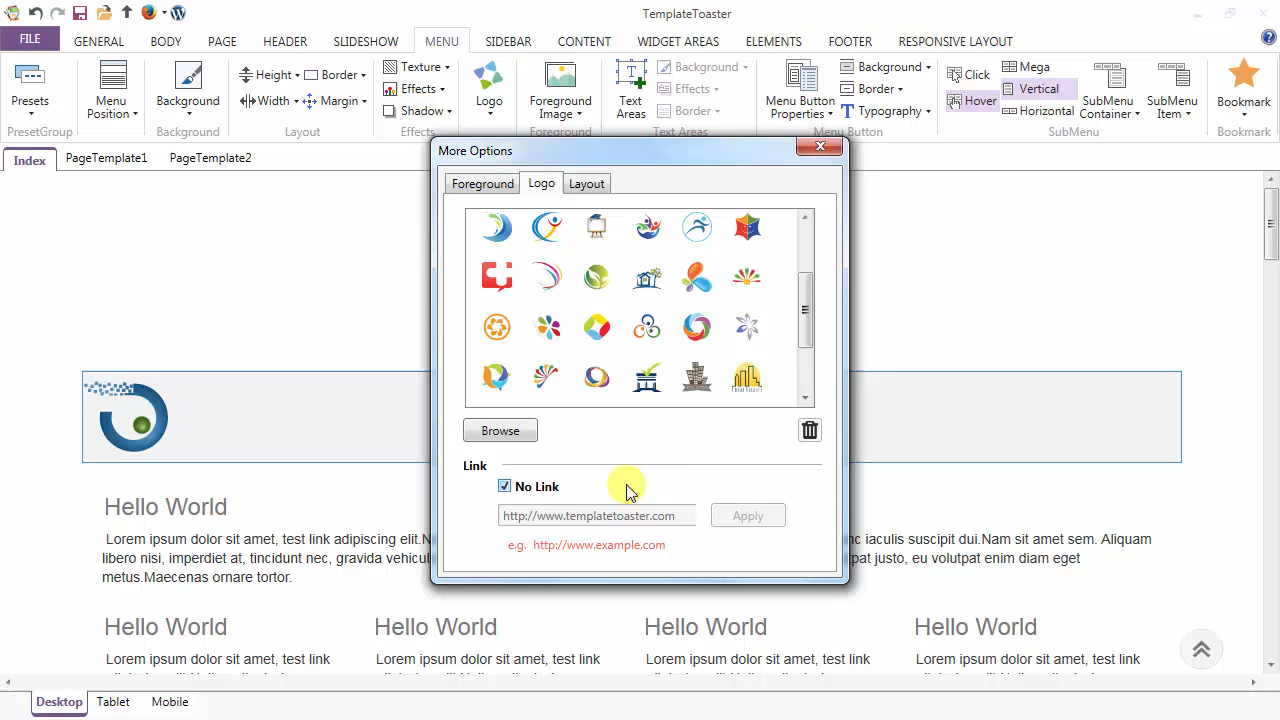 TemplateToaster
FILE
GENERAL
BODY
PAGE
HEADER
SLIDESHOW
MENU
SIDEBAR
CONTENT
WIDGET AREAS
ELEMENTS
FOOTER
RESPONSIVE LAYOUT
Presets
PresetGroup
Menu
Position
Background
Background
Height
Border
Width
Margin
Layout
Texture
Effects
Shadow
Effects
Logo
Foreground
Image
Foreground
Text
Areas
Background
Effects
Border
Text Areas
Menu Button
Properties
Background
Border
Typography
Menu Button
Click
Hover
Mega
Vertical
Horizontal
SubMenu
Container
SubMenu
Item
SubMenu
Bookmark
Bookmark
Index
PageTemplate1
PageTemplate2
More Options
Foreground
Logo
Layout
Real Estate
Browse
Link
No Link
http://www.templatetoaster.com
Apply
e.g. http://www.example.com
Hello World
Lorem ipsum dolor sit amet, test link adipiscing elit.N
c, iaculis suscipit dui.Nam sit amet sem. Aliquam
libero nisi, imperdiet at, tincidunt nec, gravida vehicul
pat justo, eu volutpat enim diam eget
metus.Maecenas ornare tortor.
Hello World
Lorem ipsum dolor sit amet, test link
Hello World
Lorem ipsum dolor sit amet, test link
Hello World
Lorem ipsum dolor sit amet, test link
Hello World
Lorem ipsum dolor sit amet, test link
Desktop
Tablet
Mobile